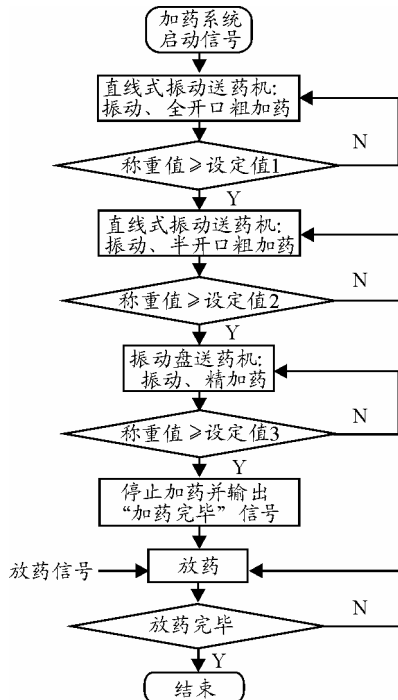 加药系统
启动信号
直线式振动送药机:
振动、全开口粗加药
N
称重值≥设定值1
Y
直线式振动送药机:
振动、半开口粗加药
N
称重值≥设定值2
Y
振动盘送药机:
振动、精加药
N
称重值≥设定值3
Y
停止加药并输出
“加药完毕”信号
放药信号
放药
N
放药完毕
Y
结束